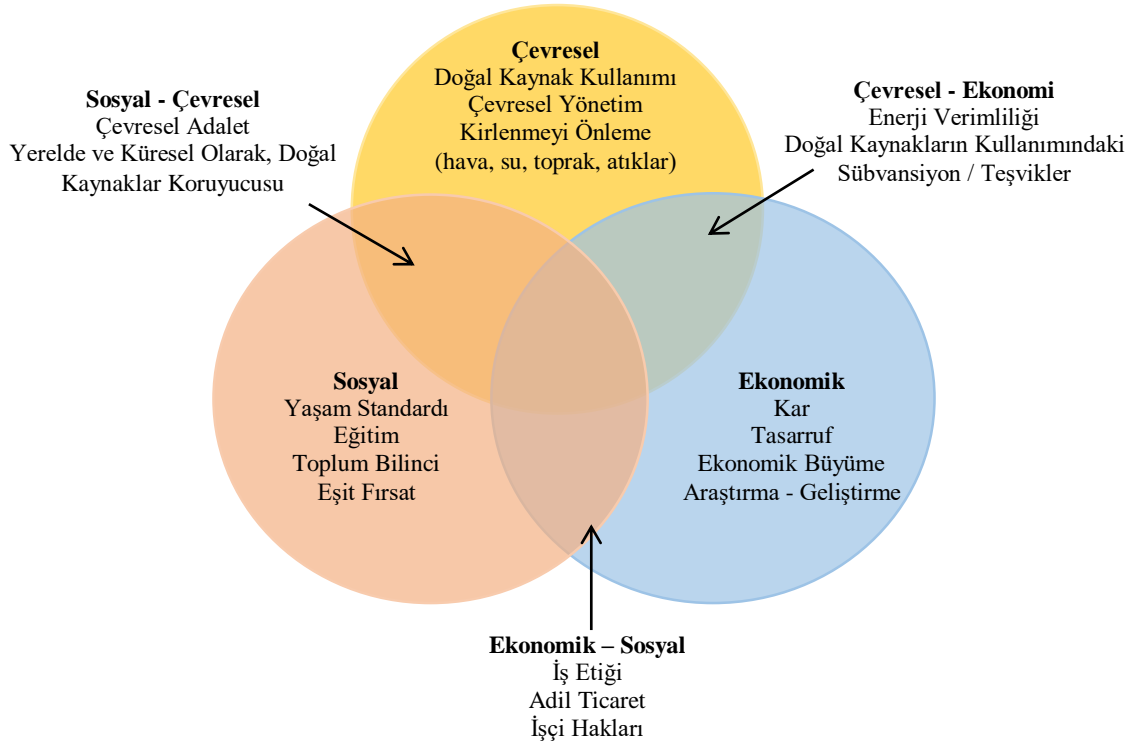 Çevresel
Doğal Kaynak Kullanımı
Çevresel Yönetim
Kirlenmeyi Önleme
(hava, su, toprak, atıklar)
Sosyal - Çevresel
Çevresel Adalet
Yerelde ve Küresel Olarak, Doğal
Kaynaklar Koruyucusu
Çevresel - Ekonomi
Enerji Verimliliği
Doğal Kaynakların Kullanımındaki
Sübvansiyon / Teşvikler
Sosyal
Yaşam Standardı
Eğitim
Toplum Bilinci
Eşit Fırsat
Ekonomik
Kar
Tasarruf
Ekonomik Büyüme
Araştırma - Geliştirme
Ekonomik – Sosyal
İş Etiği
Adil Ticaret
İşçi Hakları